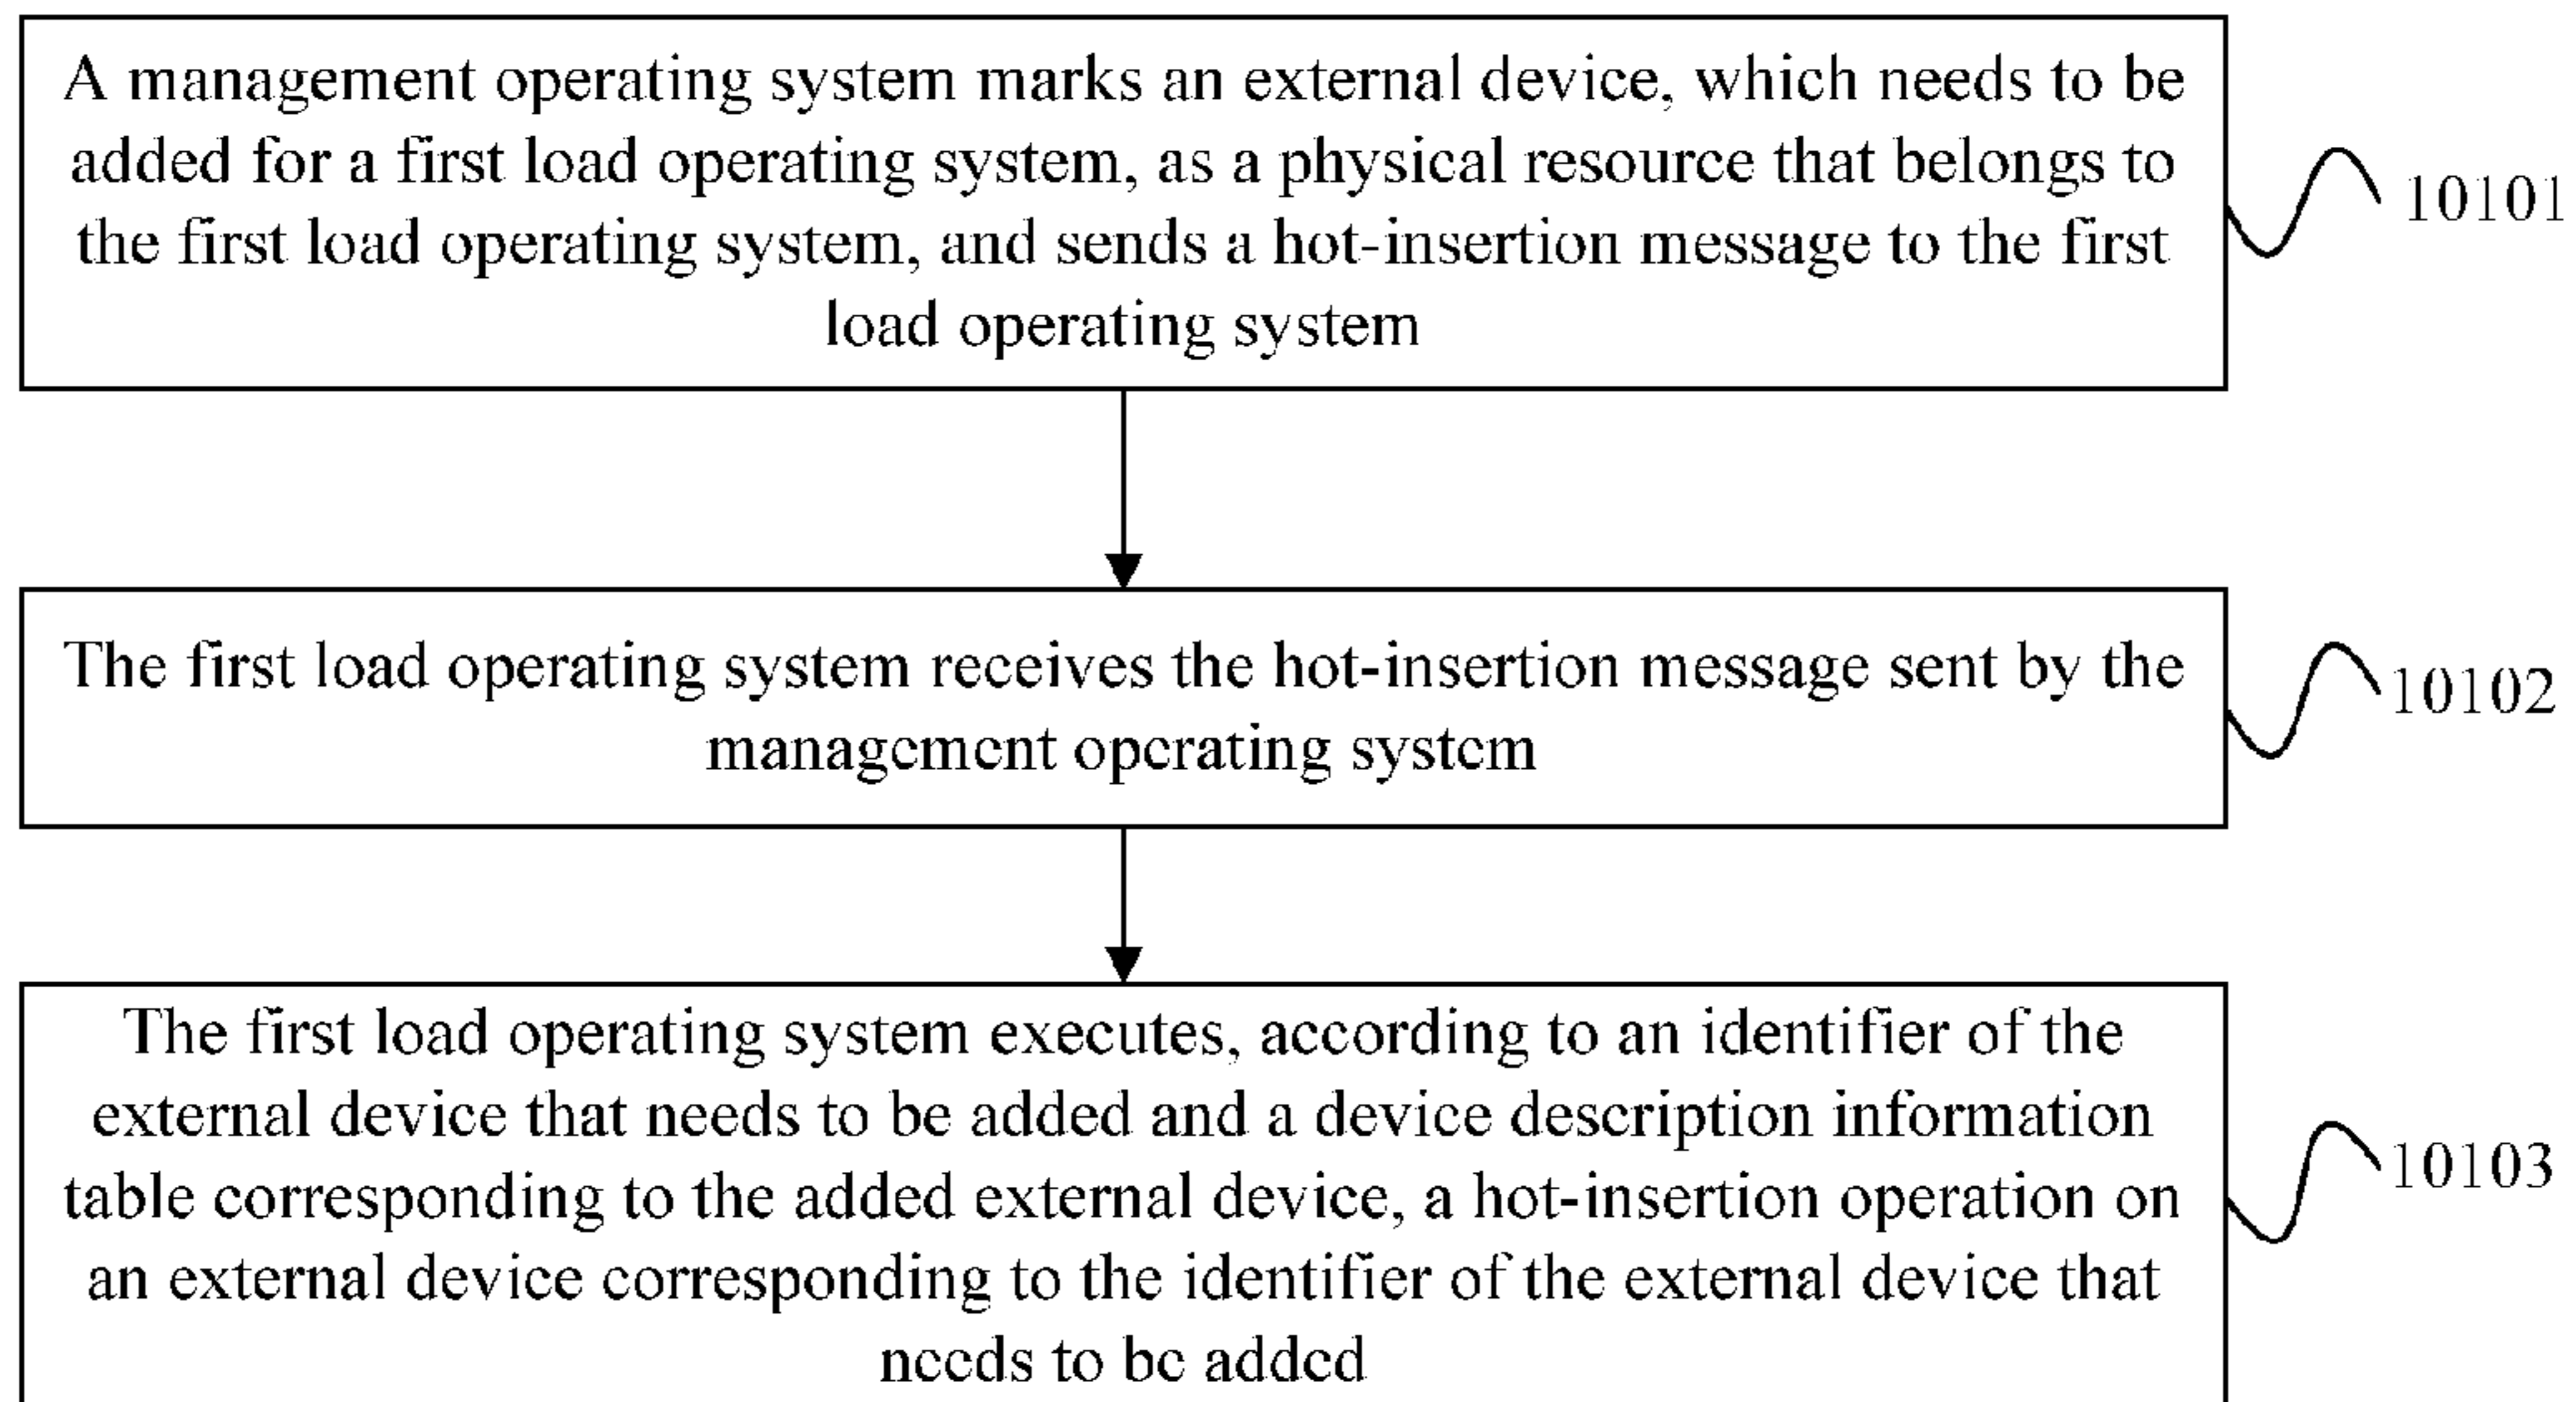 A management operating system marks an external device, which needs to be
added for a first load operating system, as a physical resource that belongs to
the first load operating system, and sends a hot-insertion message to the first
load operating system
10101
The first load operating system receives the hot-insertion message sent by the
management operating system
10102
The first load operating system executes, according to an identifier of the
external device that needs to be added and a device description information
table corresponding to the added external device, a hot-insertion operation on
an external device corresponding to the identifier of the external device that
needs to be added
10103